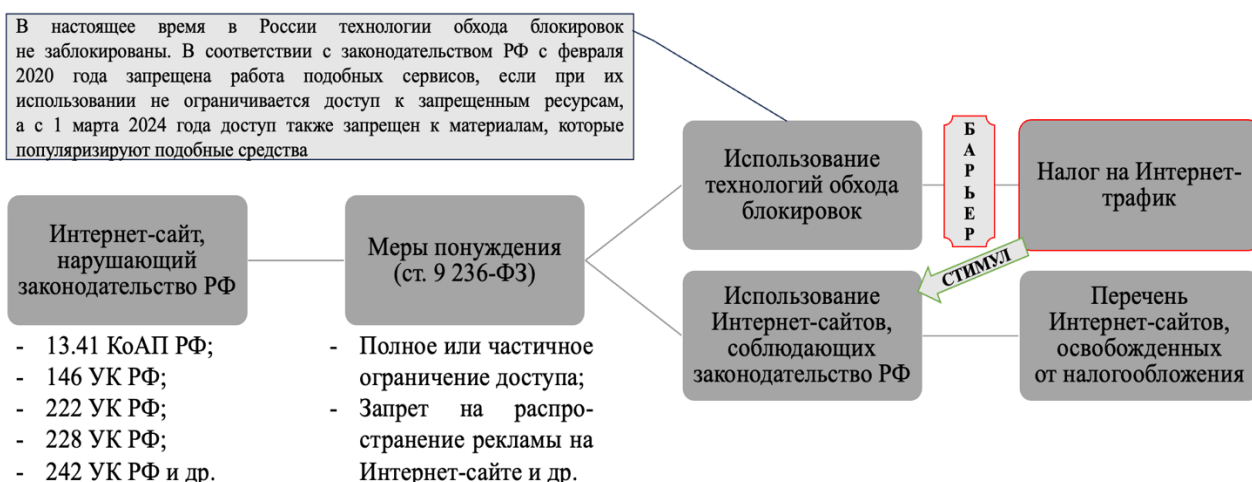 В настоящее время в России технологии обхода блокировок
не заблокированы. В соответствии с законодательством РФ с февраля
2020 года запрещена работа подобных сервисов, если при их
использовании не ограничивается доступ к запрещенным ресурсам,
а с 1 марта 2024 года доступ также запрещен к материалам, которые
популяризируют подобные средства
Интернет-сайт,
нарушающий
законодательство РФ
- 13.41 КоАП РФ;
- 146 УК РФ;
- 222 УК РФ;
- 228 УК РФ;
- 242 УК РФ и др.
Меры понуждения
(ст. 9 236-ФЗ)
- Полное или частичное
ограничение доступа;
- Запрет на распро-
странение рекламы на
Интернет-сайте и др.
Использование
технологий обхода
блокировок
БАРЬЕР
Налог на Интернет-
трафик
СТИМУЛ
Использование
Интернет-сайтов,
соблюдающих
законодательство РФ
Перечень
Интернет-сайтов,
освобожденных
от налогообложения